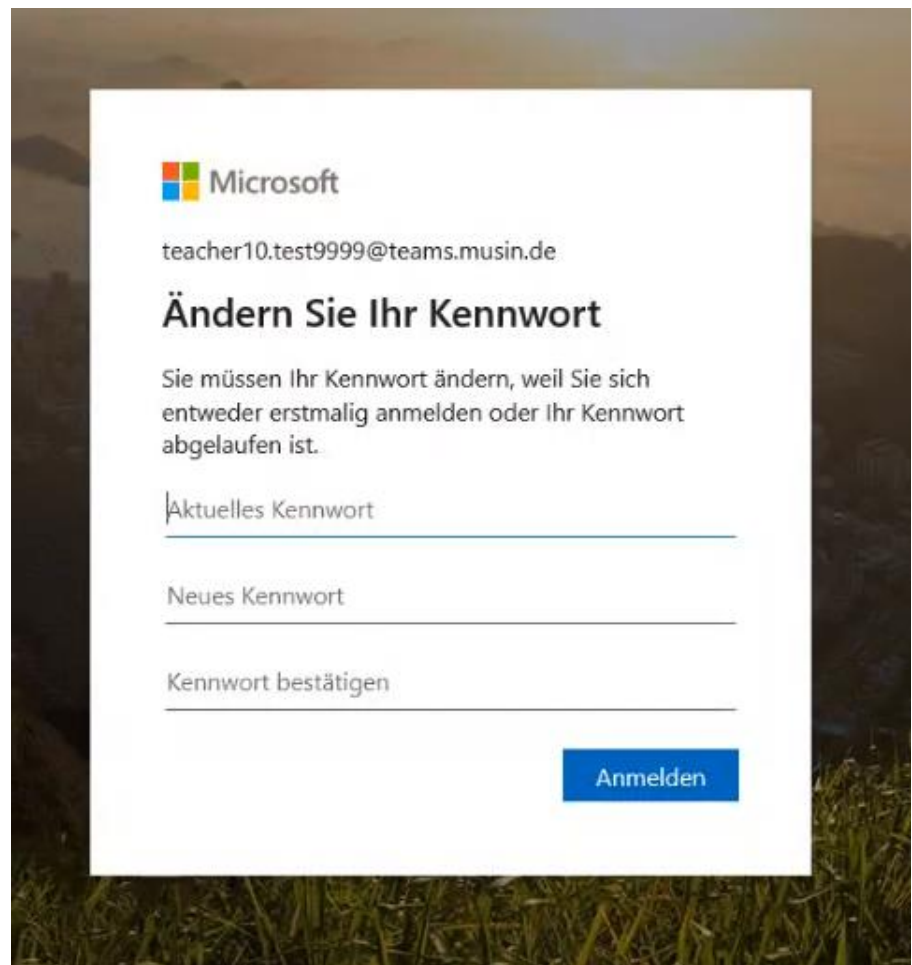 Microsoft
teacher10.test9999@teams.musin.de
Ändern Sie Ihr Kennwort
Sie müssen Ihr Kennwort ändern, weil Sie sich
entweder erstmalig anmelden oder Ihr Kennwort
abgelaufen ist.
Aktuelles Kennwort
Neues Kennwort
Kennwort bestätigen
Anmelden